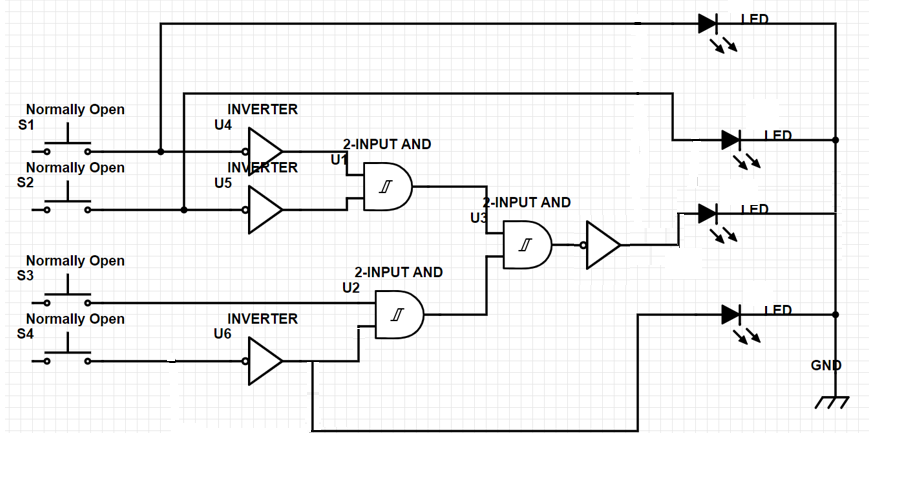 LED
Normally Open
INVERTER
S1
U4
LED
2-INPUT AND
U1
Normally Open
INVERTER
S2
U5
2-INPUT AND
LED
U3
Normally Open
S3
2-INPUT AND
U2
Normally Open
INVERTER
LED
S4
U6
GND